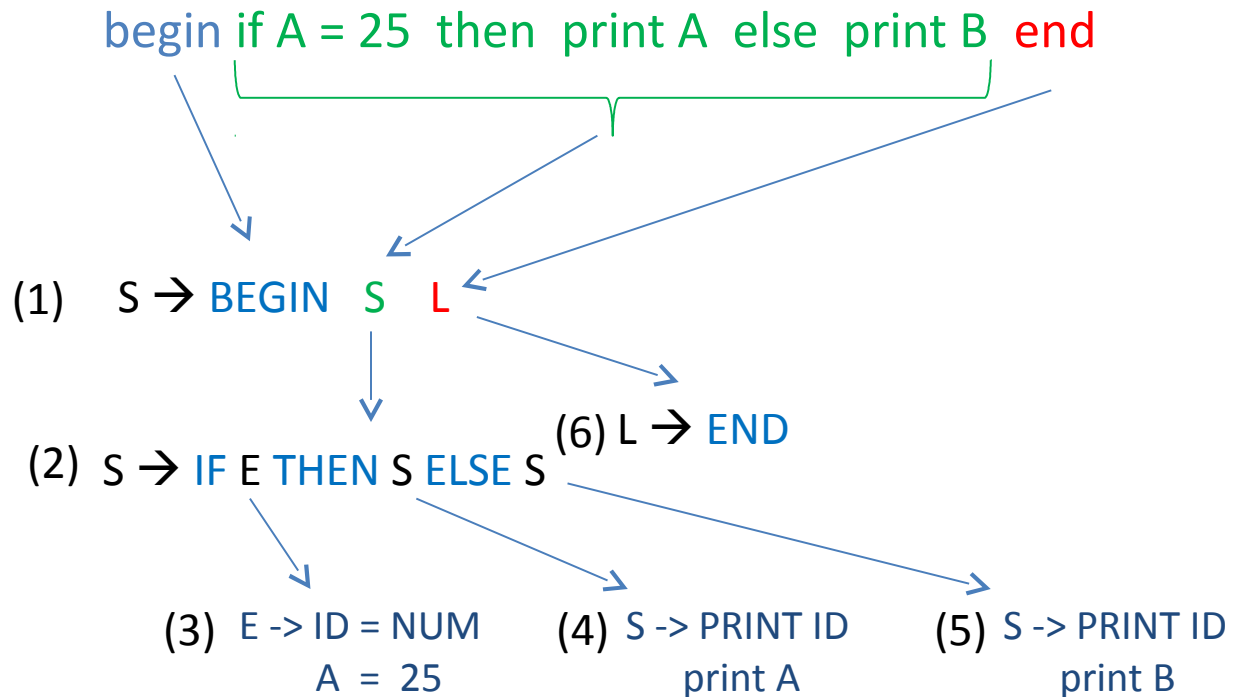 begin if A = 25 then print A else print B end
(1) S → BEGIN S L
(6) L → END
(2) S → IF E THEN S ELSE S
(3) E -> ID = NUM
A = 25
(4) S -> PRINT ID
print A
(5) S -> PRINT ID
print B